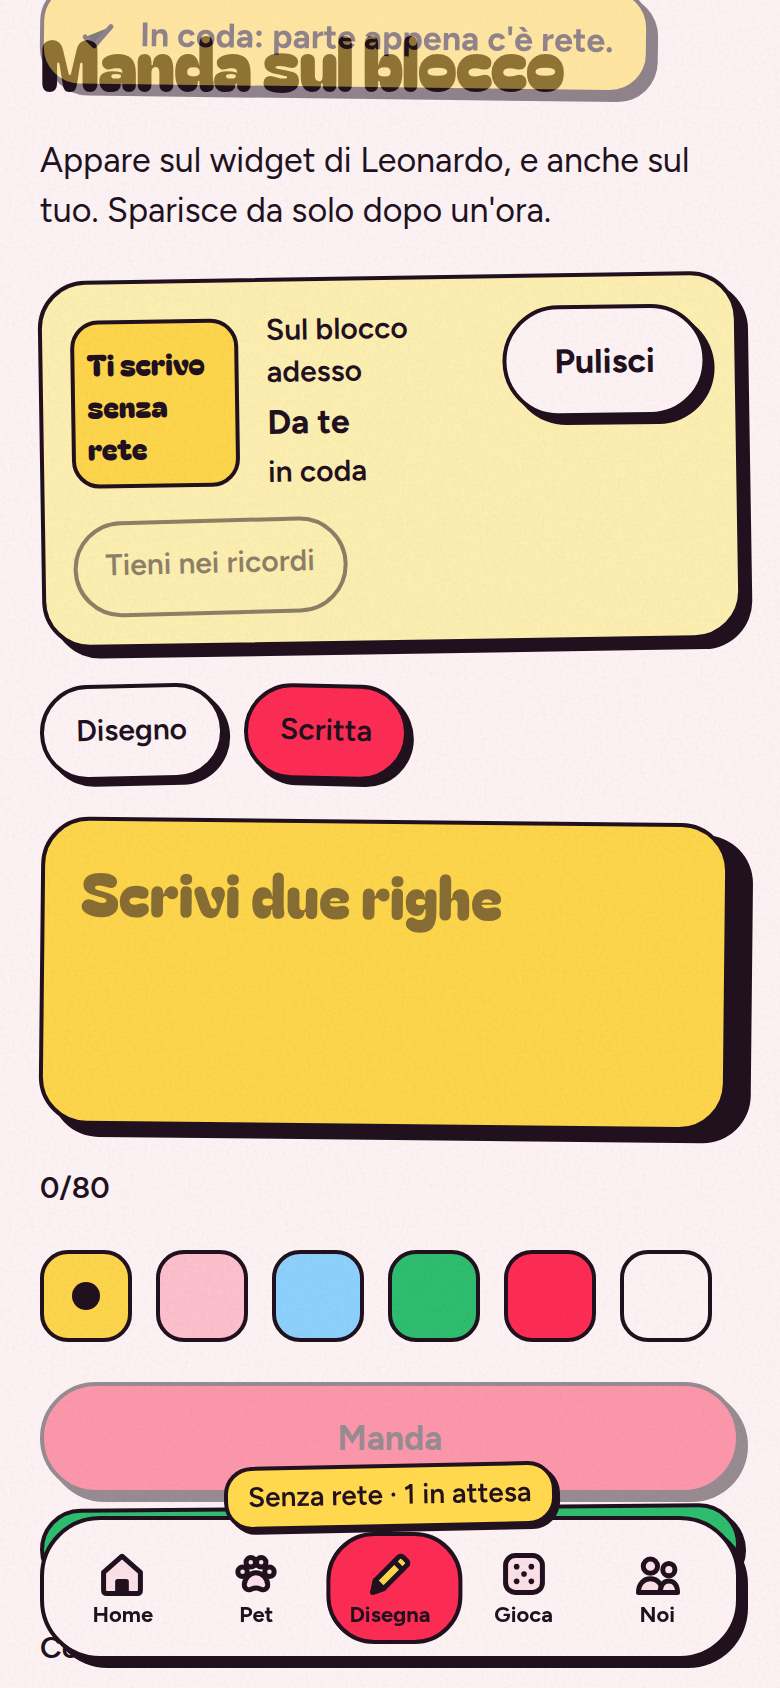 In coda: parte appena c'è rete.
Manda sul blocco
Appare sul widget di Leonardo, e anche sul
tuo. Sparisce da solo dopo un'ora.
Ti scrivo
senza
rete
Sul blocco
adesso
Da te
in coda
Pulisci
Tieni nei ricordi
Disegno
Scritta
Scrivi due righe
0/80
Manda
Senza rete · 1 in attesa
Home
Pet
Disegna
Gioca
Noi